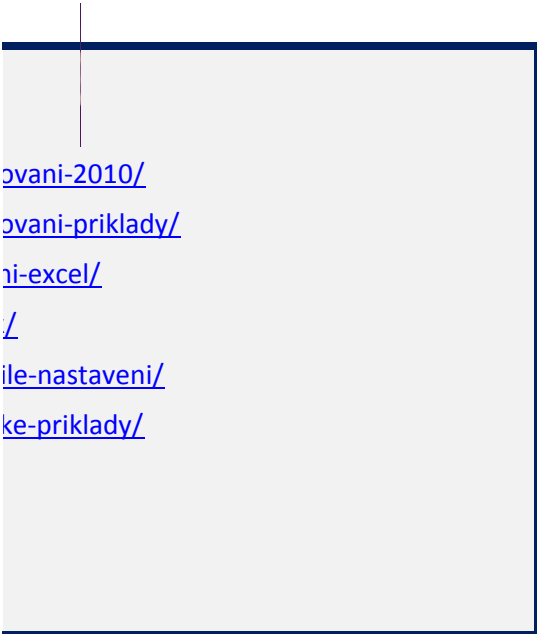 ovani-2010/
ovani-priklady/
ni-excel/
/
ile-nastaveni/
ke-priklady/